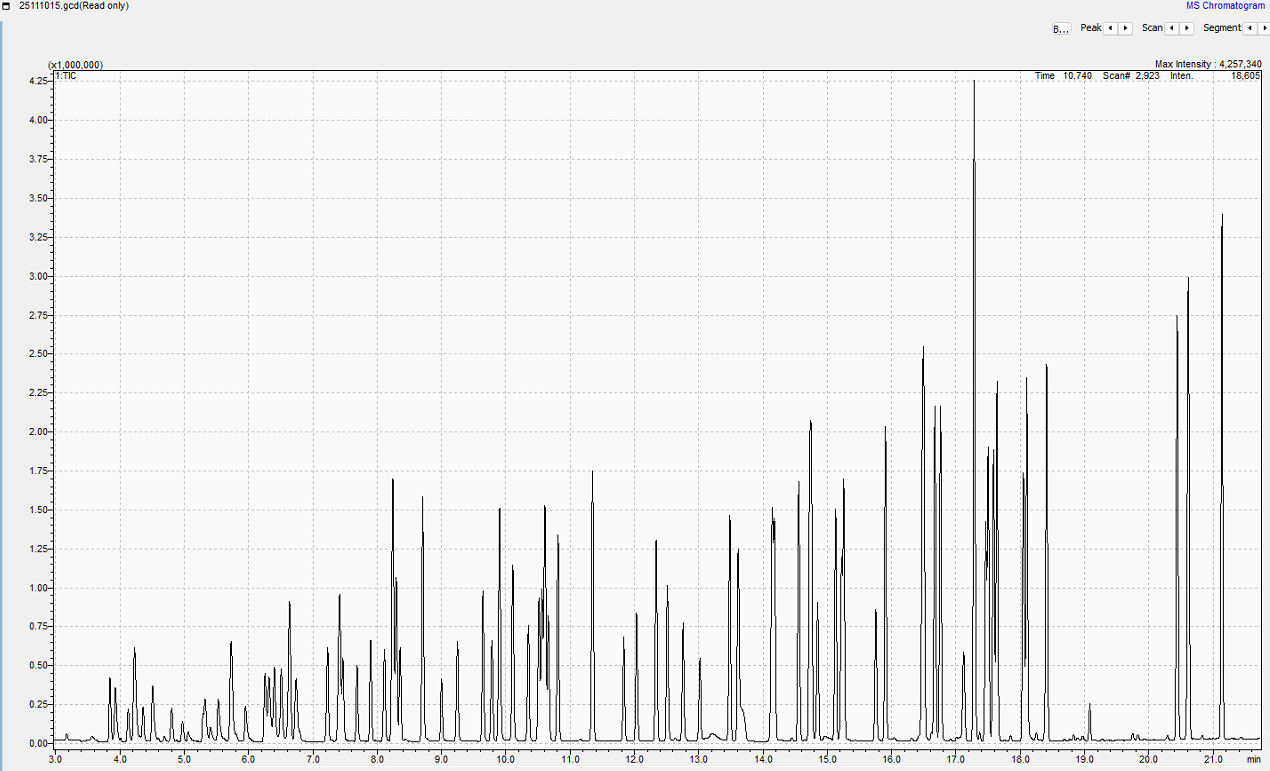 25111015.gcd(Read only)
MS Chromatogram
B... Peak Scan Segment
(x1,000,000)
Max Intensity : 4,257,340
1:TIC
Time 10.740 Scan# 2,923 Inten. 18,605
4.25
4.00
3.75
3.50
3.25
3.00
2.75
2.50
2.25
2.00
1.75
1.50
1.25
1.00
0.75
0.50
0.25
0.00
3.0 4.0 5.0 6.0 7.0 8.0 9.0 10.0 11.0 12.0 13.0 14.0 15.0 16.0 17.0 18.0 19.0 20.0 21.0 min